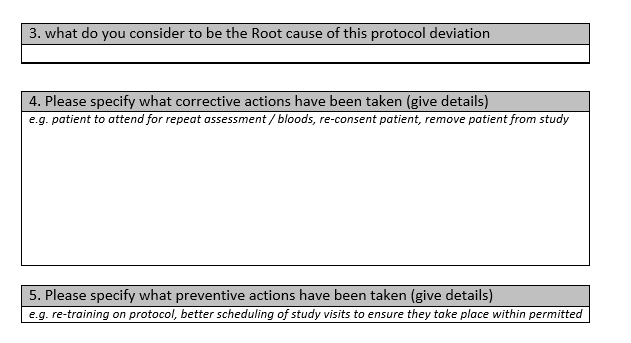 3. what do you consider to be the Root cause of this protocol deviation
4. Please specify what corrective actions have been taken (give details)
e.g. patient to attend for repeat assessment / bloods, re-consent patient, remove patient from study
5. Please specify what preventive actions have been taken (give details)
e.g. re-training on protocol, better scheduling of study visits to ensure they take place within permitted